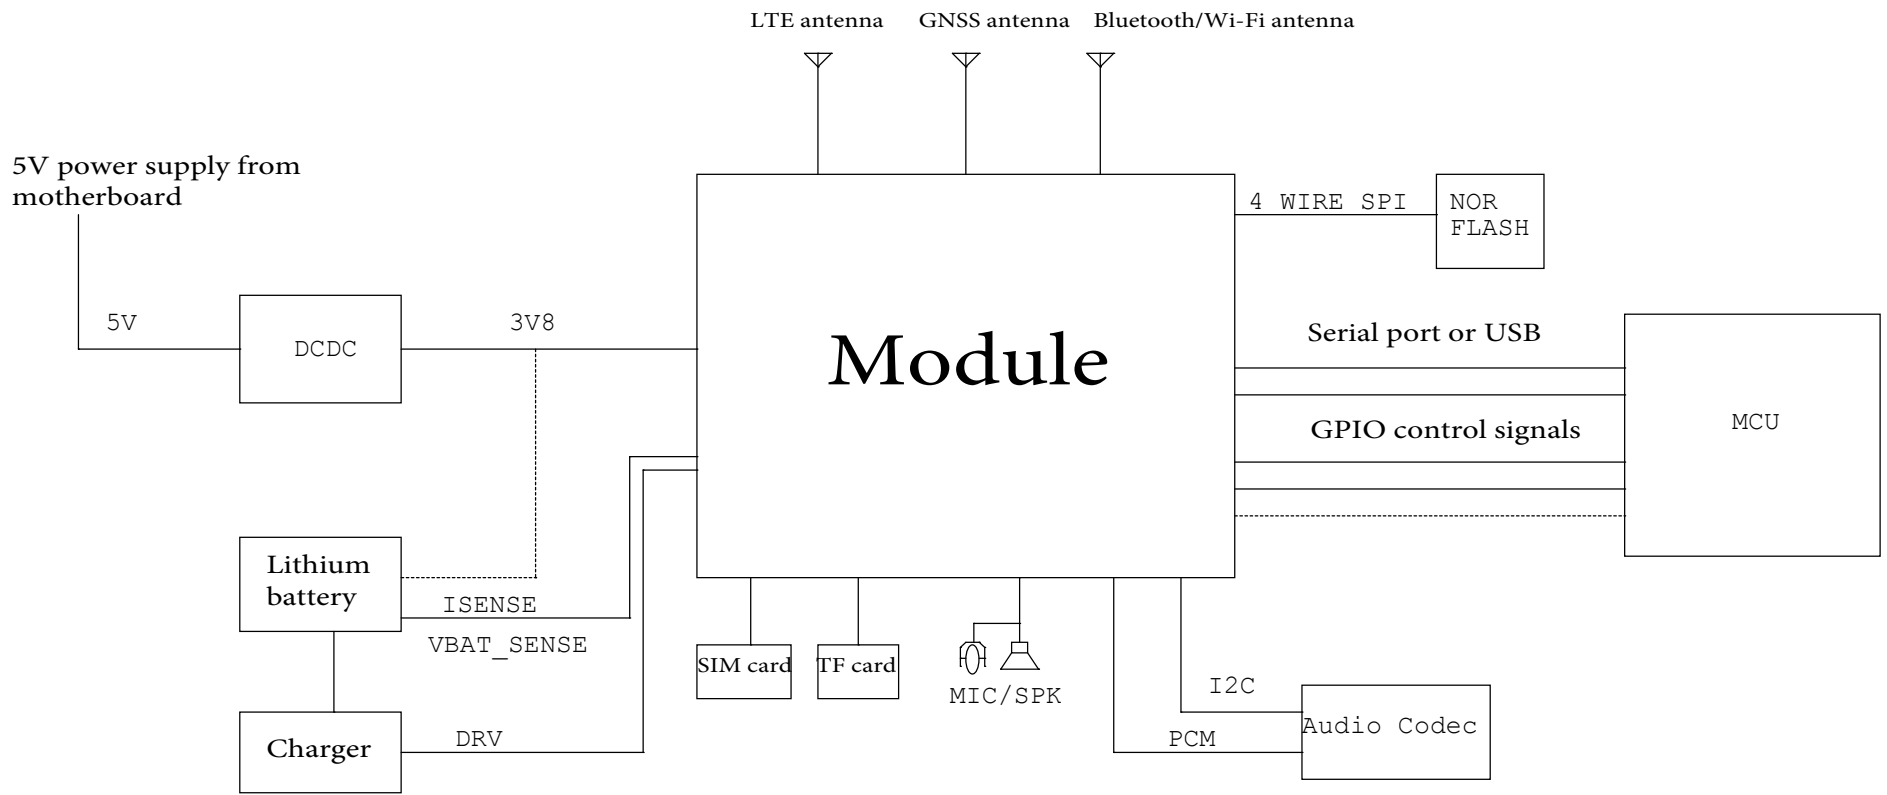 LTE antenna
GNSS antenna
Bluetooth/Wi-Fi antenna
5V power supply from
motherboard
4 WIRE SPI
NOR
FLASH
5V
DCDC
3V8
Module
Serial port or USB
GPIO control signals
MCU
Lithium
battery
ISENSE
VBAT_SENSE
SIM card
TF card
MIC/SPK
I2C
Audio Codec
PCM
Charger
DRV